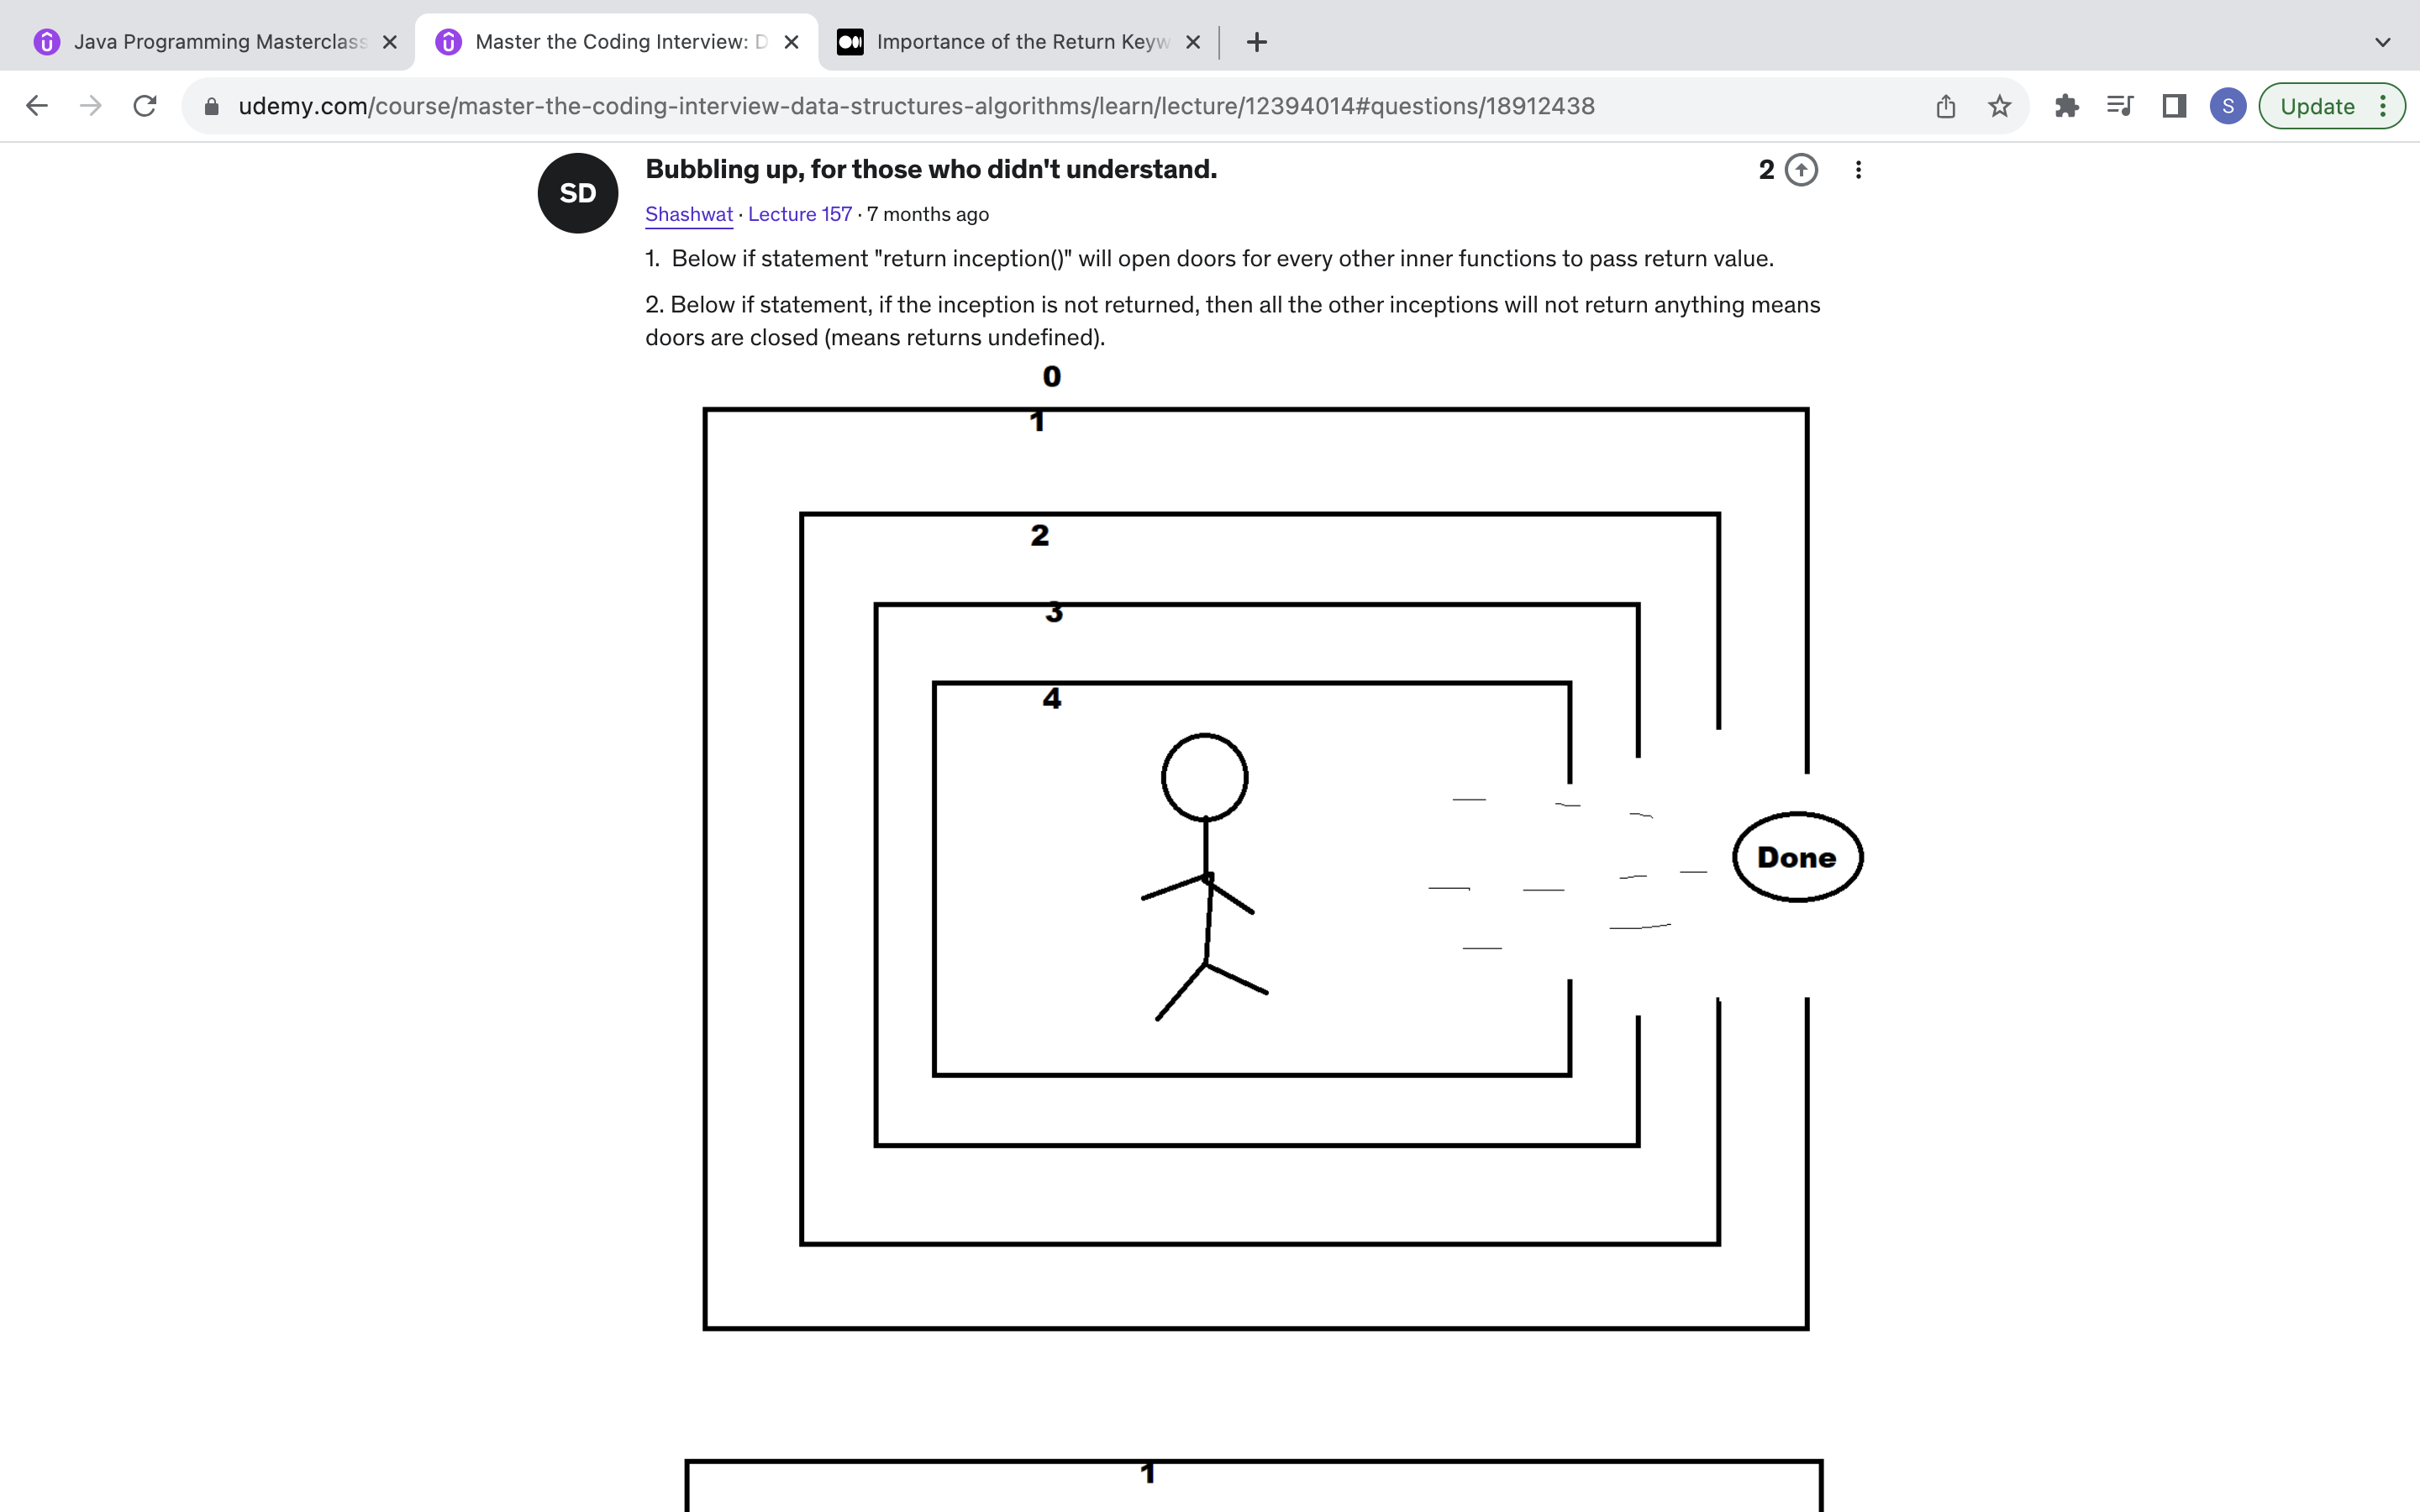 Java Programming Masterclass
Master the Coding Interview: D
Importance of the Return Keyw
udemy.com/course/master-the-coding-interview-data-structures-algorithms/learn/lecture/12394014#questions/18912438
S
Update
SD
Bubbling up, for those who didn't understand.
2
Shashwat · Lecture 157 · 7 months ago
1. Below if statement "return inception()" will open doors for every other inner functions to pass return value.
2. Below if statement, if the inception is not returned, then all the other inceptions will not return anything means
doors are closed (means returns undefined).
0
1
2
3
4
Done
1